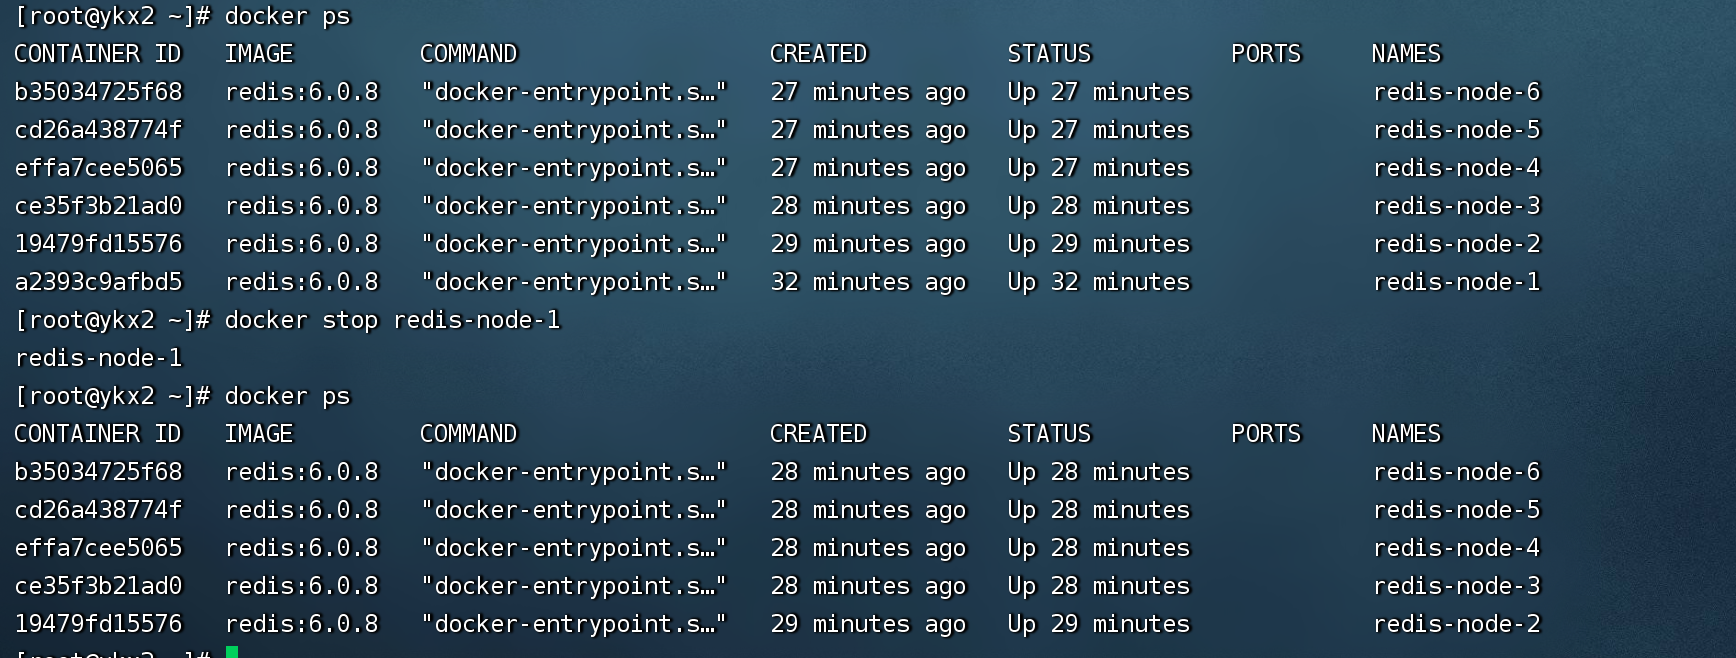 [root@ykx2 ~]# docker ps
CONTAINER ID   IMAGE         COMMAND                  CREATED          STATUS          PORTS     NAMES
b35034725f68   redis:6.0.8   "docker-entrypoint.s…"   27 minutes ago   Up 27 minutes             redis-node-6
cd26a438774f   redis:6.0.8   "docker-entrypoint.s…"   27 minutes ago   Up 27 minutes             redis-node-5
effa7cee5065   redis:6.0.8   "docker-entrypoint.s…"   27 minutes ago   Up 27 minutes             redis-node-4
ce35f3b21ad0   redis:6.0.8   "docker-entrypoint.s…"   28 minutes ago   Up 28 minutes             redis-node-3
19479fd15576   redis:6.0.8   "docker-entrypoint.s…"   29 minutes ago   Up 29 minutes             redis-node-2
a2393c9afbd5   redis:6.0.8   "docker-entrypoint.s…"   32 minutes ago   Up 32 minutes             redis-node-1
[root@ykx2 ~]# docker stop redis-node-1
redis-node-1
[root@ykx2 ~]# docker ps
CONTAINER ID   IMAGE         COMMAND                  CREATED          STATUS          PORTS     NAMES
b35034725f68   redis:6.0.8   "docker-entrypoint.s…"   28 minutes ago   Up 28 minutes             redis-node-6
cd26a438774f   redis:6.0.8   "docker-entrypoint.s…"   28 minutes ago   Up 28 minutes             redis-node-5
effa7cee5065   redis:6.0.8   "docker-entrypoint.s…"   28 minutes ago   Up 28 minutes             redis-node-4
ce35f3b21ad0   redis:6.0.8   "docker-entrypoint.s…"   28 minutes ago   Up 28 minutes             redis-node-3
19479fd15576   redis:6.0.8   "docker-entrypoint.s…"   29 minutes ago   Up 29 minutes             redis-node-2
[root@ykx2 ~]#